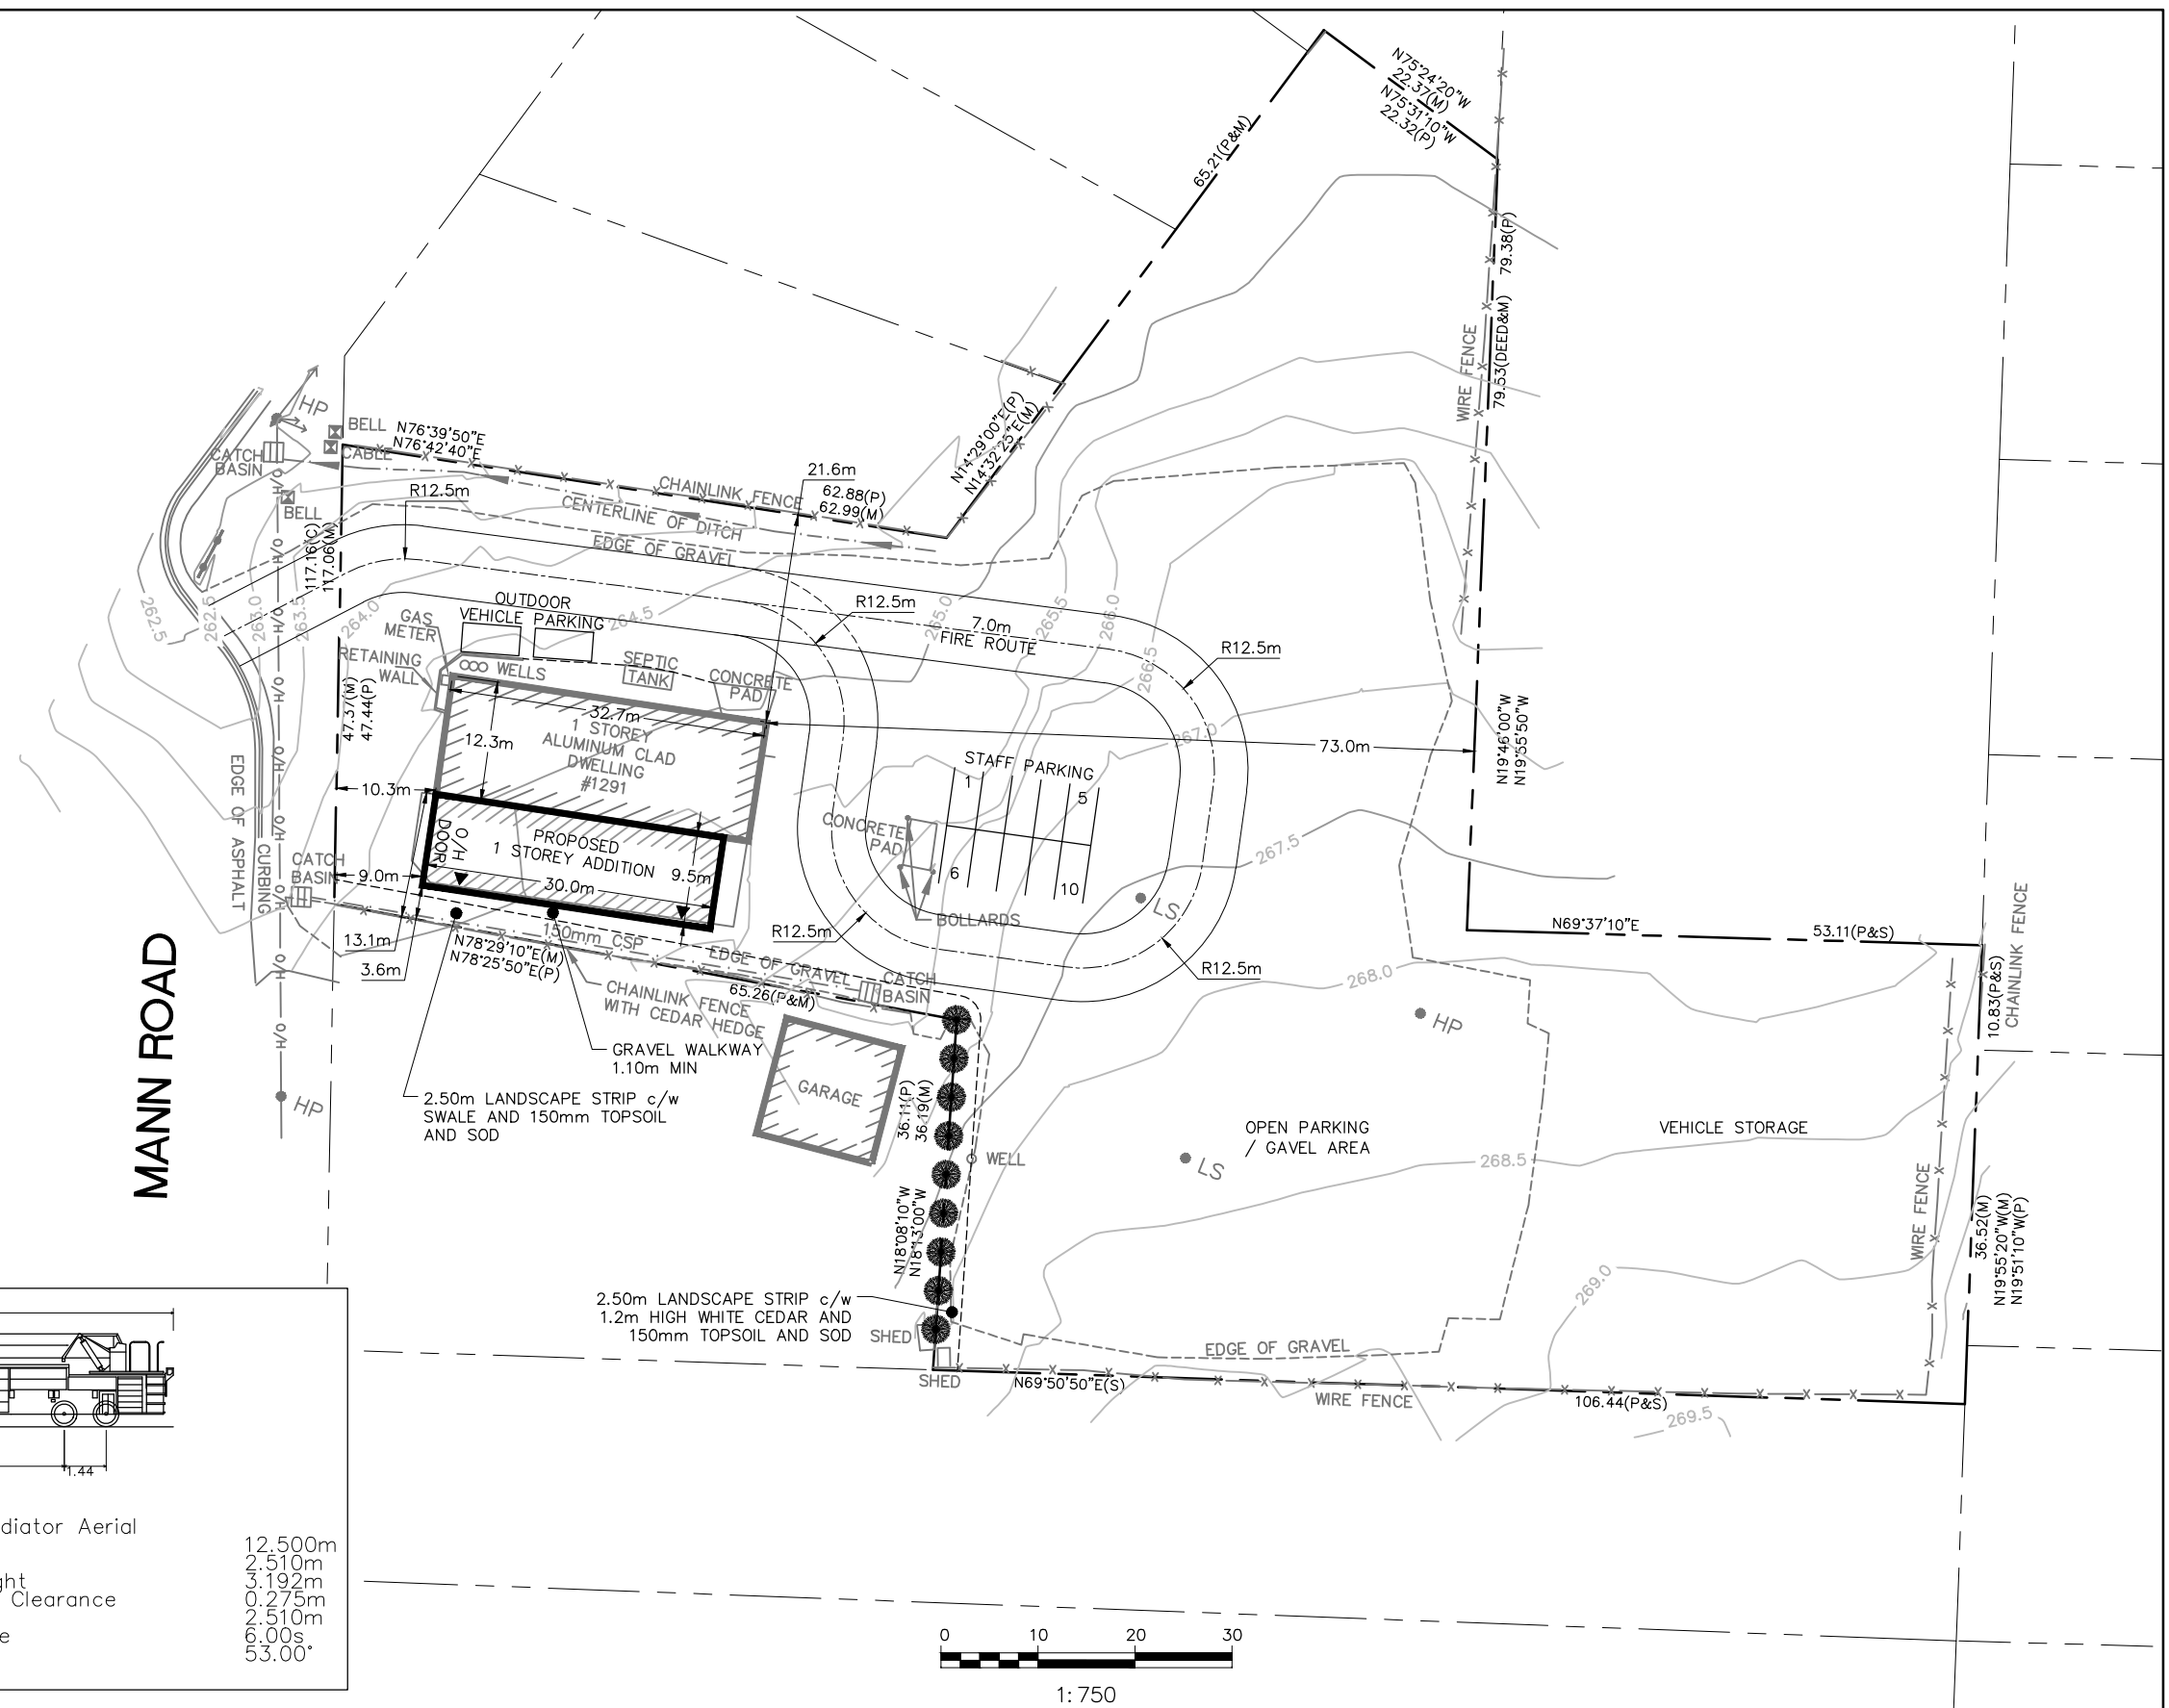 N75°24'20"W
22.37(M)
N75°31'10"W
22.32(P)
65.21(P&M)
79.38(P)
79.53(DEED&M)
WIRE FENCE
HP
BELL
CABLE
CATCH
BASIN
BELL
N76°39'50"E
N76°42'40"E
R12.5m
CHAINLINK FENCE
62.88(P)
62.99(M)
21.6m
CENTERLINE OF DITCH
EDGE OF GRAVEL
N14°29'00"E(P)
N14°32'25"E(M)
117.16(C)
117.06(M)
O/H
O/H
O/H
O/H
O/H
O/H
O/H
O/H
O/H
262.5
262.5
263.0
263.5
264.0
264.5
265.0
265.5
266.0
266.5
267.0
267.5
268.0
268.5
269.0
269.5
GAS
METER
OUTDOOR
VEHICLE PARKING
R12.5m
7.0m
FIRE ROUTE
R12.5m
RETAINING
WALL
WELLS
SEPTIC
TANK
CONCRETE
PAD
47.37(M)
47.44(P)
32.7m
12.3m
1 STOREY
ALUMINUM CLAD
DWELLING
#1291
73.0m
N19°46'00"W
N19°55'50"W
STAFF PARKING
1
5
6
10
CONCRETE
PAD
BOLLARDS
LS
10.3m
EDGE OF ASPHALT
CURBING
CATCH
BASIN
9.0m
O/H
DOOR
PROPOSED
1 STOREY ADDITION
9.5m
30.0m
13.1m
3.6m
150mm CSP
N78°29'10"E(M)
N78°25'50"E(P)
EDGE OF GRAVEL
65.26(P&M)
CATCH
BASIN
R12.5m
R12.5m
CHAINLINK FENCE
WITH CEDAR HEDGE
GRAVEL WALKWAY
1.10m MIN
2.50m LANDSCAPE STRIP c/w
SWALE AND 150mm TOPSOIL
AND SOD
GARAGE
HP
MANN ROAD
N69°37'10"E
53.11(P&S)
10.83(P&S)
CHAINLINK FENCE
HP
36.11(P)
36.19(M)
WELL
LS
OPEN PARKING
/ GAVEL AREA
VEHICLE STORAGE
WIRE FENCE
36.52(M)
N19°55'20"W(M)
N19°51'10"W(P)
N18°08'10"W
N18°13'00"W
2.50m LANDSCAPE STRIP c/w
1.2m HIGH WHITE CEDAR AND
150mm TOPSOIL AND SOD
SHED
SHED
EDGE OF GRAVEL
N69°50'50"E(S)
WIRE FENCE
106.44(P&S)
1.44
diator Aerial
12.500m
2.510m
ght
3.192m
Clearance
0.275m
2.510m
e
6.00s
53.00°
0 10 20 30
1:750